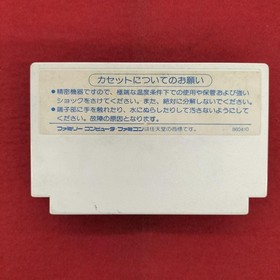 カセットについてのお願い
●精密機器ですので、極端な温度条件下での使用や保管および強い
ショックをさけてください。また、絶対に分解しないでください。
●端子部に手を触れたり、水にぬらしたりして汚さないようにして
ください。故障の原因となります。
ファミリーコンピュータ・ファミコンは任天堂の商標です。